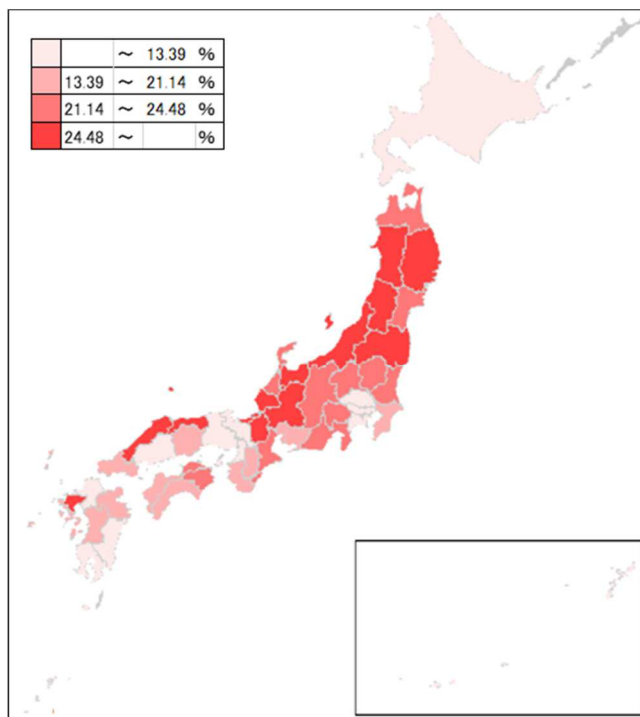 ～ 13.39 %
13.39 ～ 21.14 %
21.14 ～ 24.48 %
24.48 ～ %